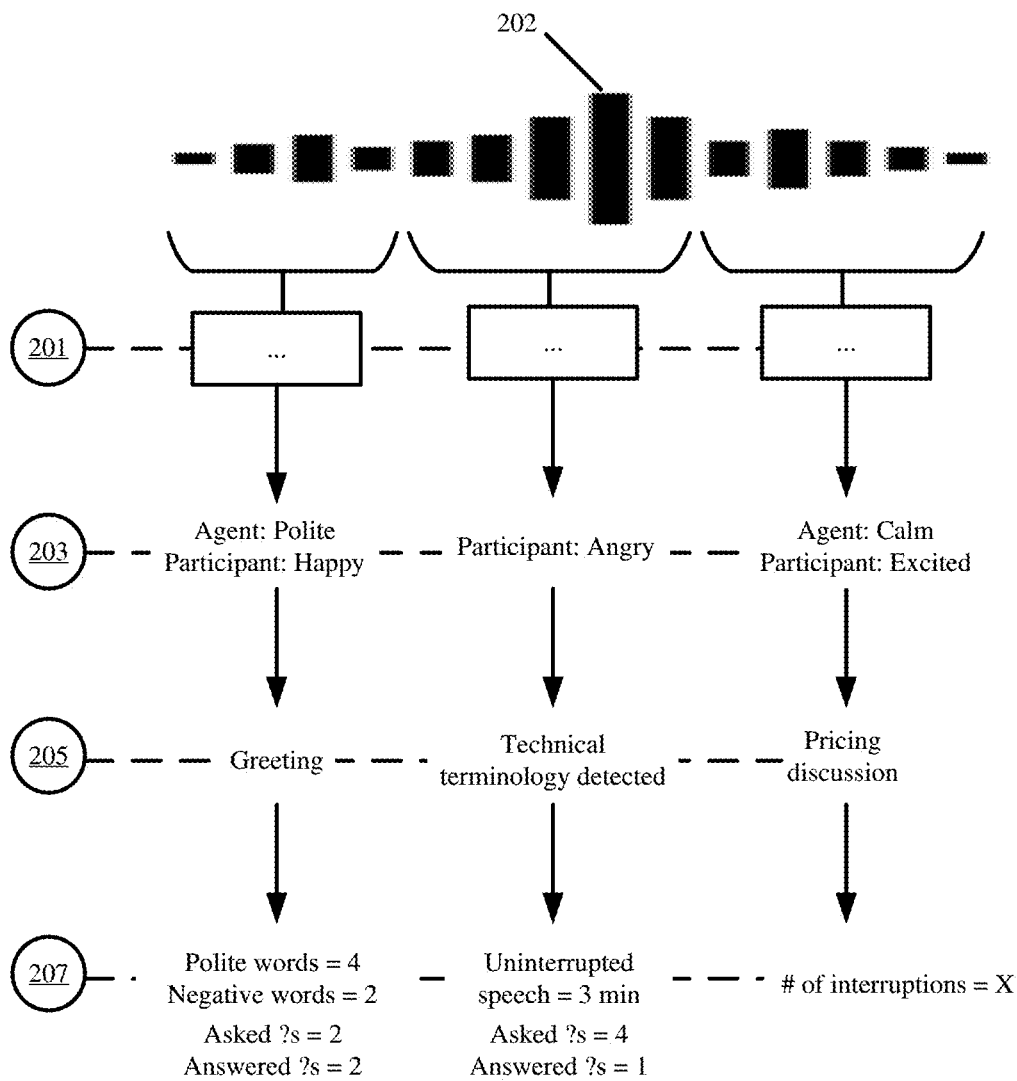 202
201
...
...
...
203
Agent: Polite
Participant: Happy
Participant: Angry
Agent: Calm
Participant: Excited
205
Greeting
Technical
terminology detected
Pricing
discussion
207
Polite words = 4
Negative words = 2
Asked ?s = 2
Answered ?s = 2
Uninterrupted
speech = 3 min
Asked ?s = 4
Answered ?s = 1
# of interruptions = X